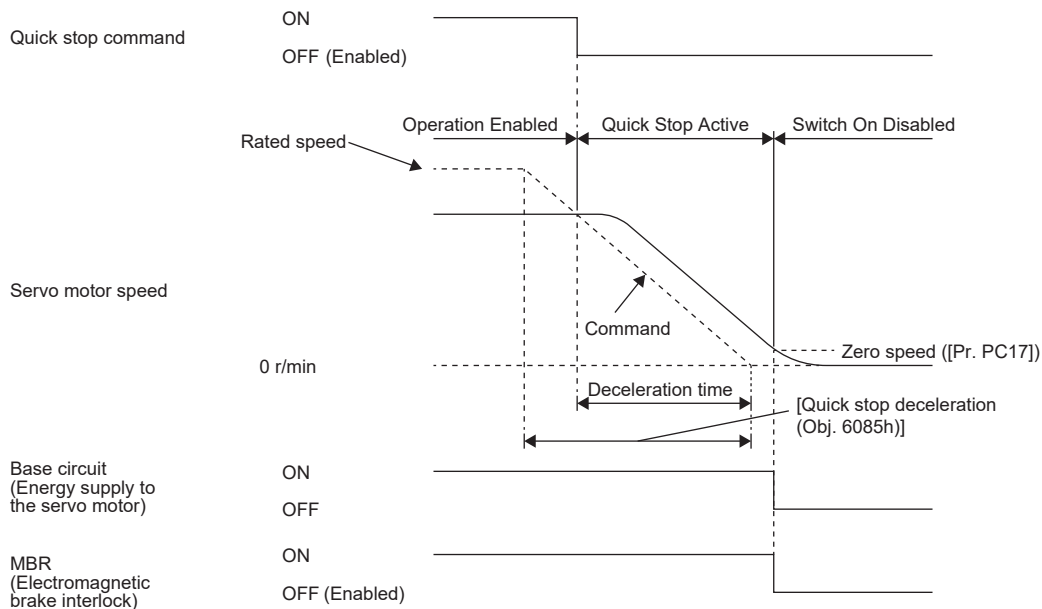 Quick stop command
ON
OFF (Enabled)
Operation Enabled
Quick Stop Active
Switch On Disabled
Rated speed
Servo motor speed
Command
Zero speed ([Pr. PC17])
0 r/min
Deceleration time
[Quick stop deceleration
(Obj. 6085h)]
Base circuit
(Energy supply to
the servo motor)
ON
OFF
MBR
(Electromagnetic
brake interlock)
ON
OFF (Enabled)